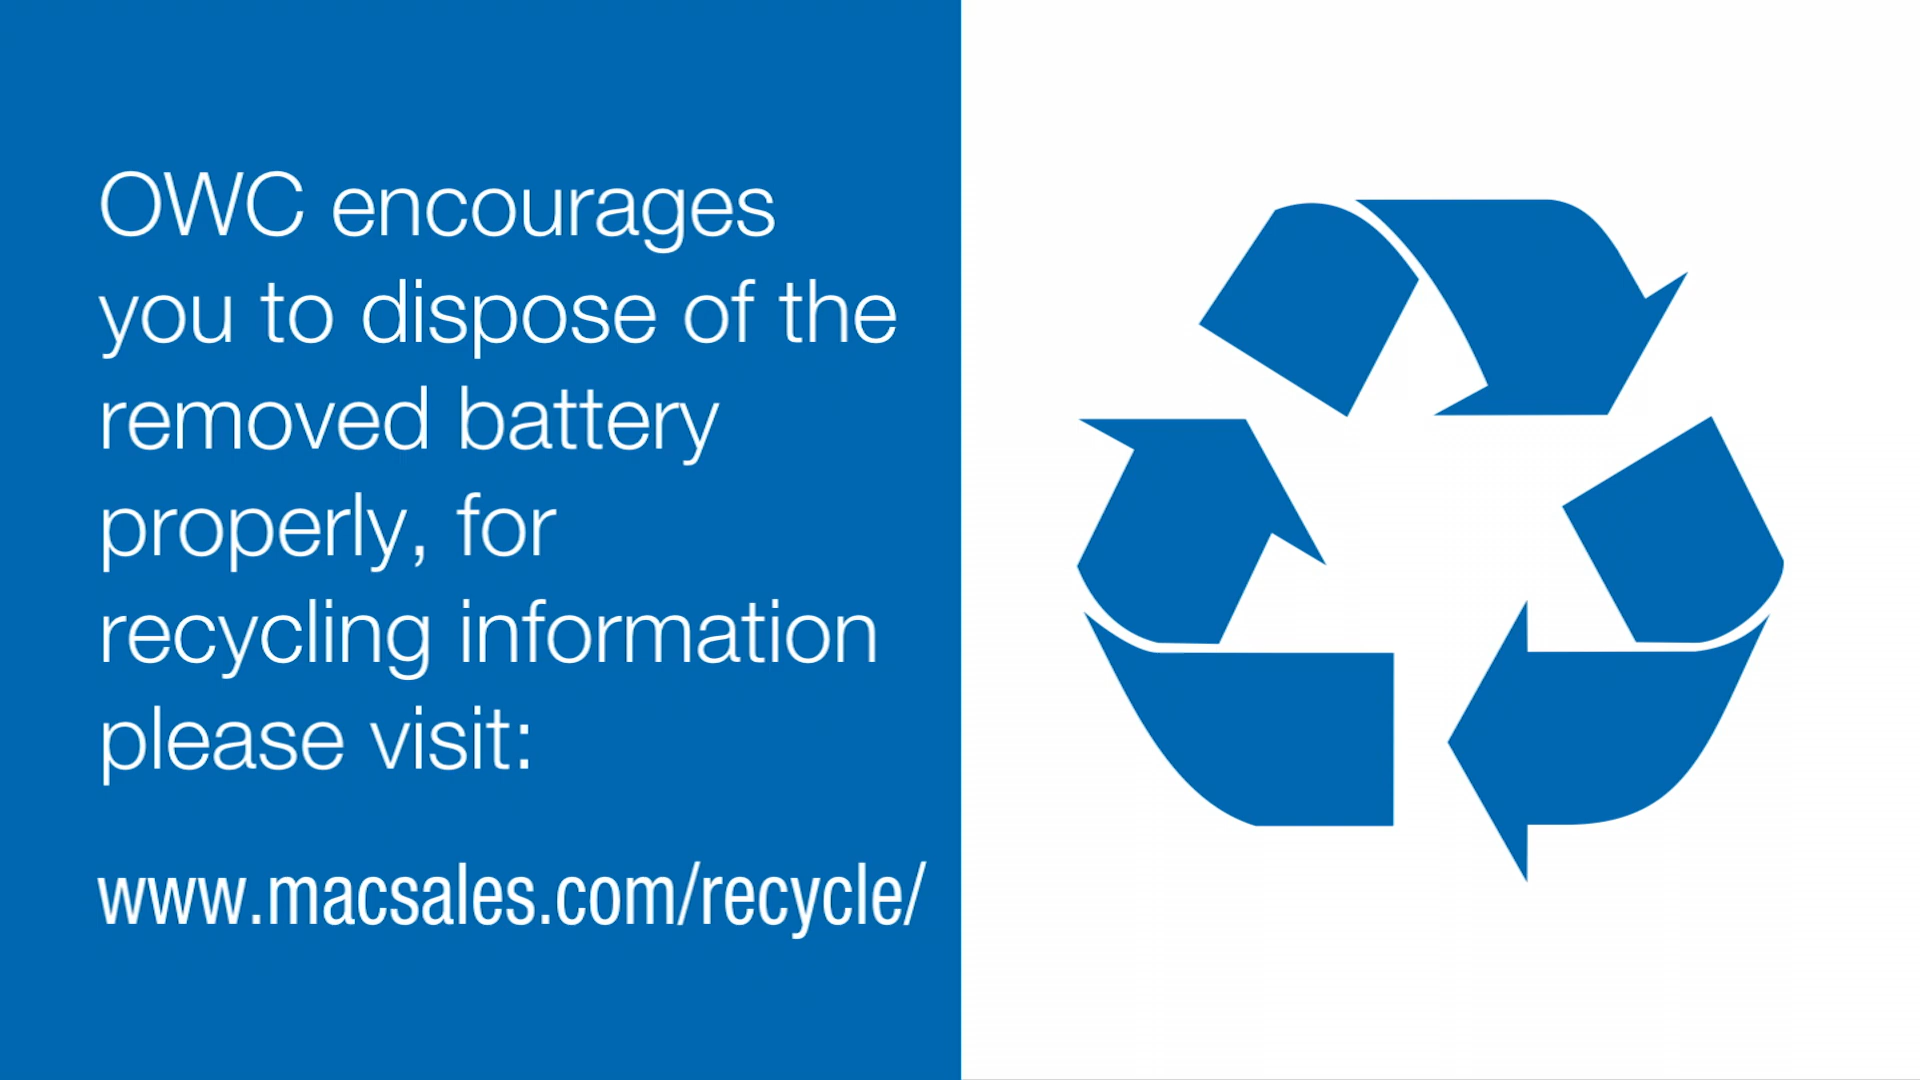 OWC encourages
you to dispose of the
removed battery
properly, for
recycling information
please visit:
www.macsales.com/recycle/